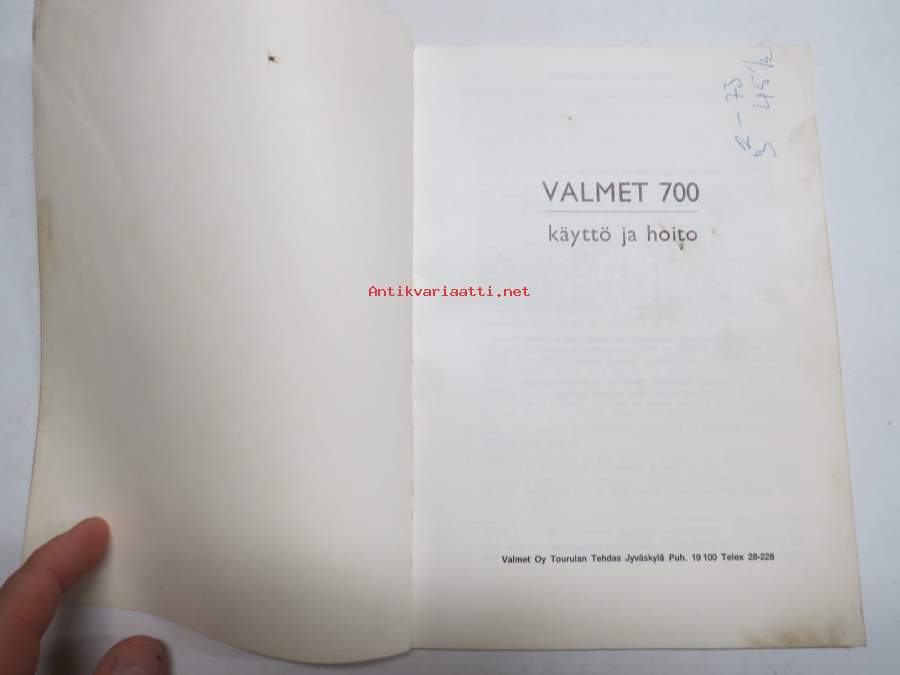 VALMET 700
käyttö ja hoito
Antikvariaatti.net
Valmet Oy Tourulan Tehdas Jyväskylä Puh. 19 100 Telex 28-228